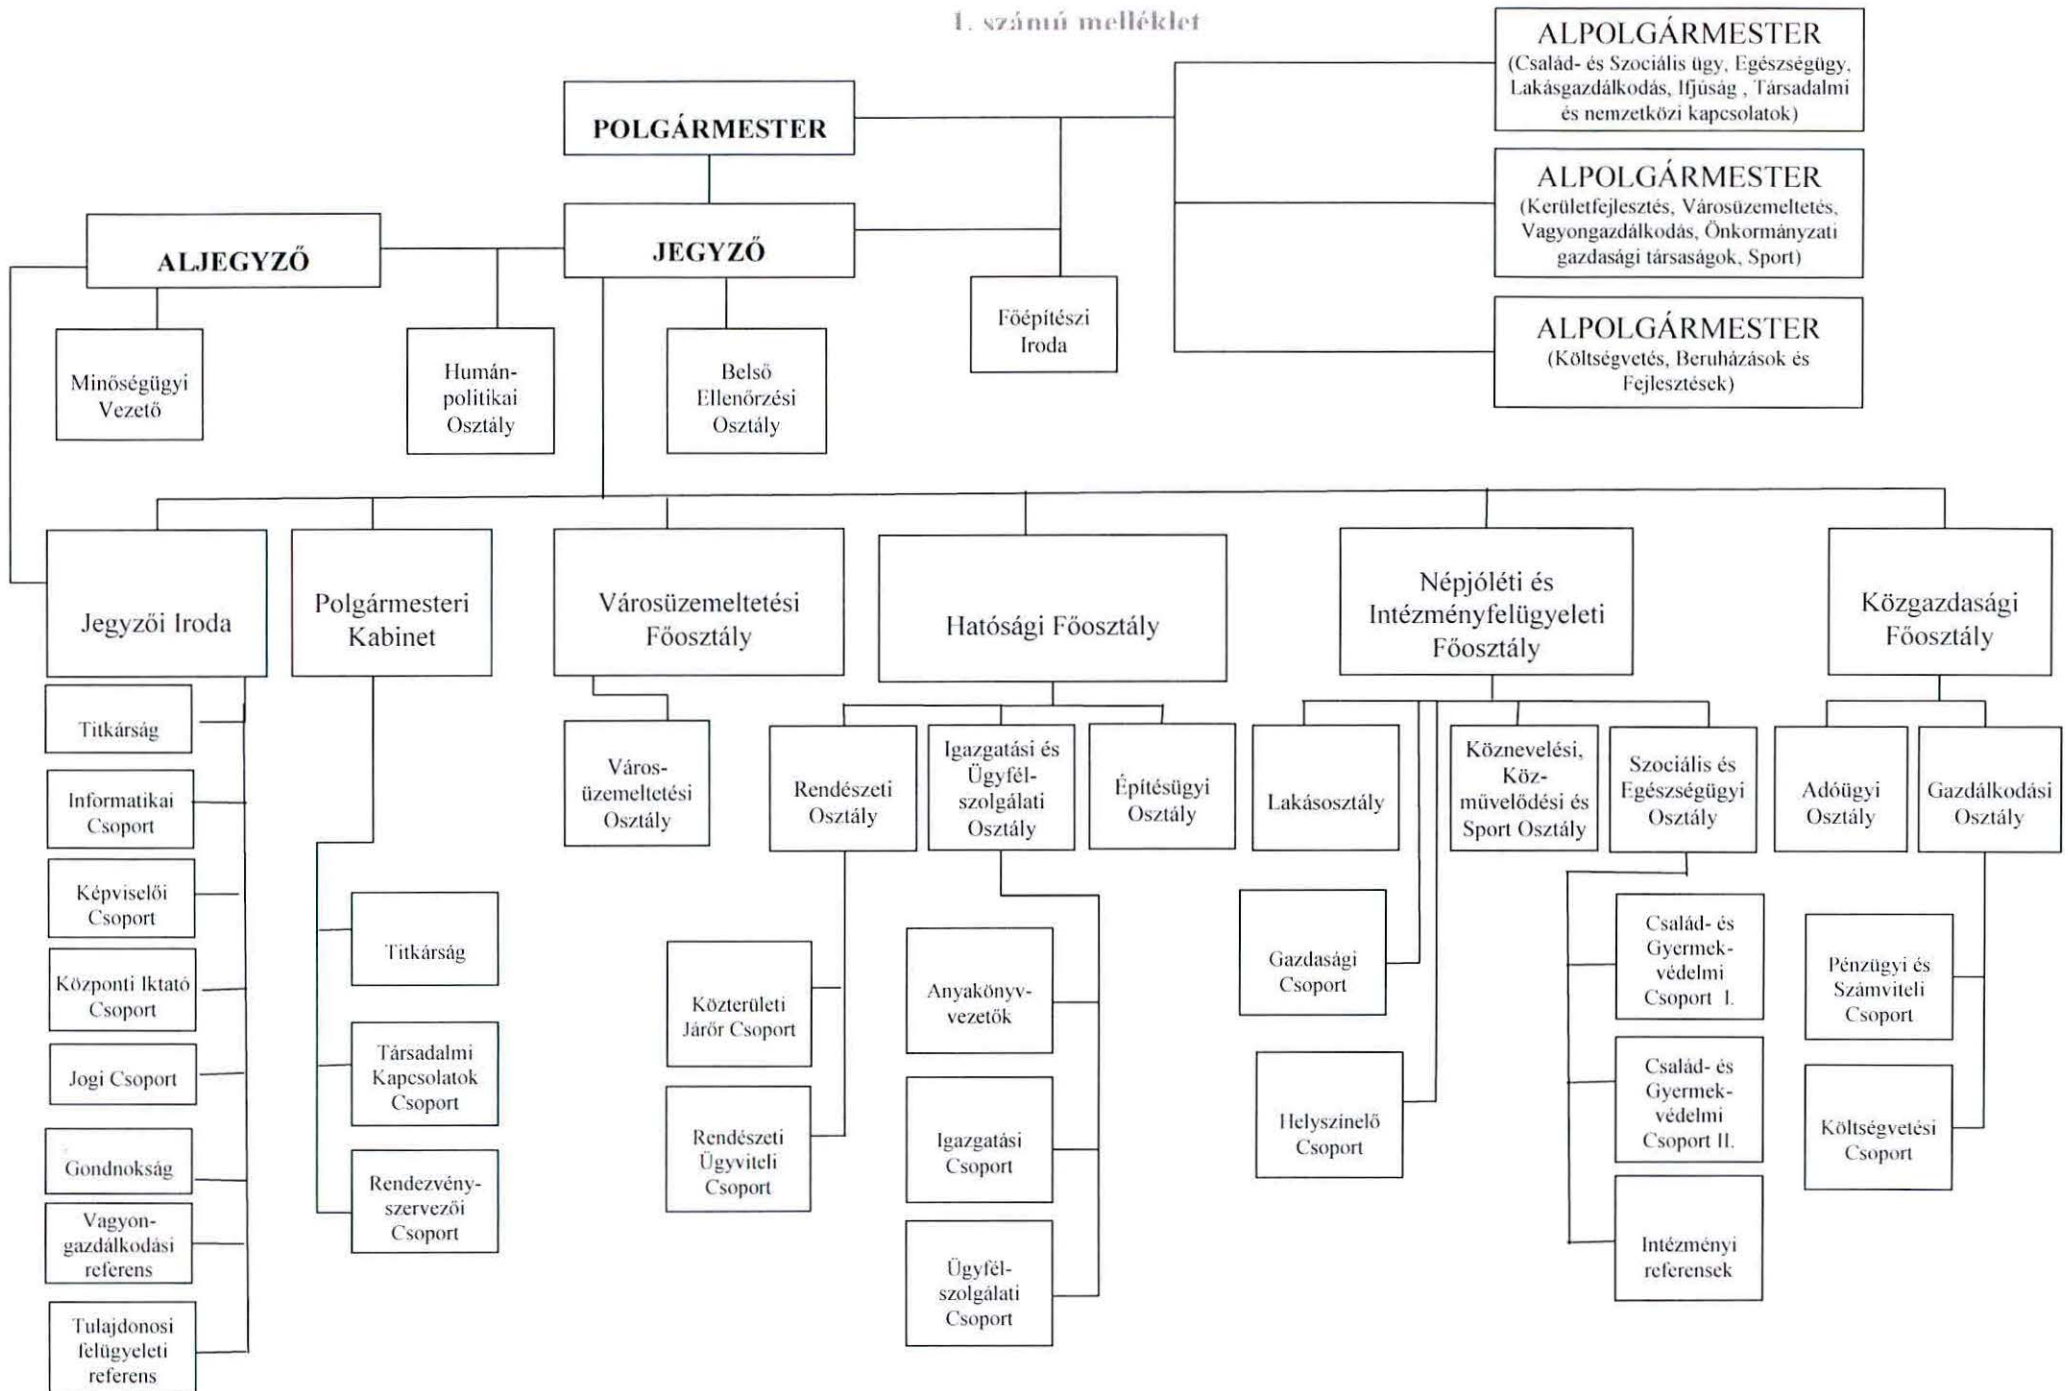 1. számú melléklet
POLGÁRMESTER
ALPOLGÁRMESTER
(Család- és Szociális ügy, Egészségügy,
Lakásgazdálkodás, Ifjúság , Társadalmi
és nemzetközi kapcsolatok)
ALPOLGÁRMESTER
(Kerületfejlesztés, Városüzemeltetés,
Vagyongazdálkodás, Önkormányzati
gazdasági társaságok, Sport)
ALPOLGÁRMESTER
(Költségvetés, Beruházások és
Fejlesztések)
ALJEGYZŐ
JEGYZŐ
Minőségügyi
Vezető
Humán-
politikai
Osztály
Belső
Ellenőrzési
Osztály
Főépítészi
Iroda
Jegyzői Iroda
Polgármesteri
Kabinet
Városüzemeltetési
Főosztály
Hatósági Főosztály
Népjóléti és
Intézményfelügyeleti
Főosztály
Közgazdasági
Főosztály
Titkárság
Informatikai
Csoport
Képviselői
Csoport
Központi Iktató
Csoport
Jogi Csoport
Gondnokság
Vagyon-
gazdálkodási
referens
Tulajdonosi
felügyeleti
referens
Titkárság
Társadalmi
Kapcsolatok
Csoport
Rendezvény-
szervezői
Csoport
Város-
üzemeltetési
Osztály
Rendészeti
Osztály
Igazgatási és
Ügyfél-
szolgálati
Osztály
Építésügyi
Osztály
Közterületi
Járőr Csoport
Rendészeti
Ügyviteli
Csoport
Anyakönyv-
vezetők
Igazgatási
Csoport
Ügyfél-
szolgálati
Csoport
Lakásosztály
Köznevelési,
Köz-
művelődési és
Sport Osztály
Szociális és
Egészségügyi
Osztály
Gazdasági
Csoport
Helyszínelő
Csoport
Család- és
Gyermek-
védelmi
Csoport I.
Család- és
Gyermek-
védelmi
Csoport II.
Intézményi
referensek
Adóügyi
Osztály
Gazdálkodási
Osztály
Pénzügyi és
Számviteli
Csoport
Költségvetési
Csoport